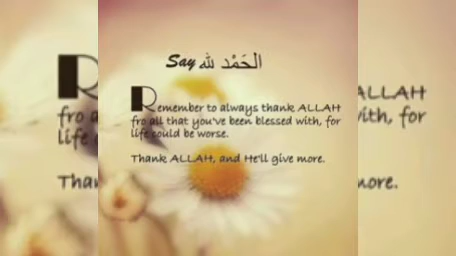 Say الحَمْد لله
Remember to always thank ALLAH
fro all that you've been blessed with, for
life could be worse.
Thank ALLAH, and He'll give more.